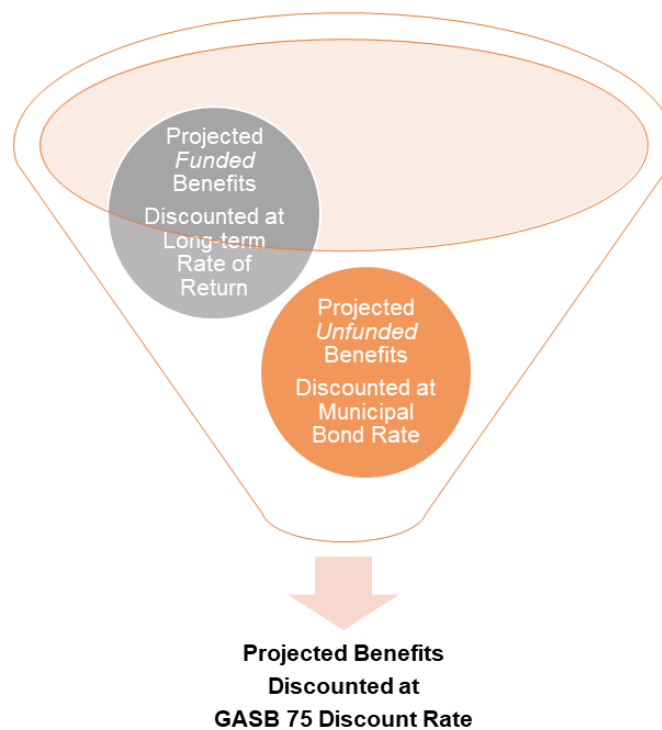 Projected
Funded
Benefits
Discounted at
Long-term
Rate of
Return
Projected
Unfunded
Benefits
Discounted at
Municipal
Bond Rate
Projected Benefits
Discounted at
GASB 75 Discount Rate